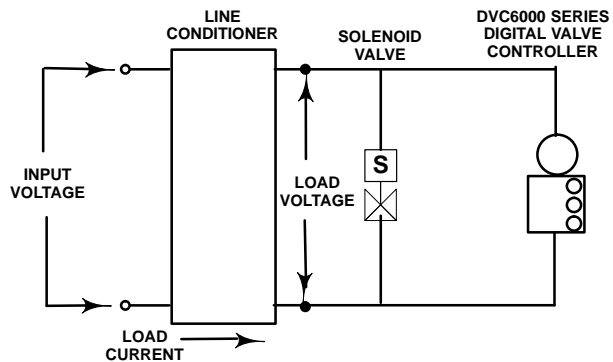 LINE
CONDITIONER
SOLENOID
VALVE
DVC6000 SERIES
DIGITAL VALVE
CONTROLLER
INPUT
VOLTAGE
LOAD
VOLTAGE
S
LOAD
CURRENT